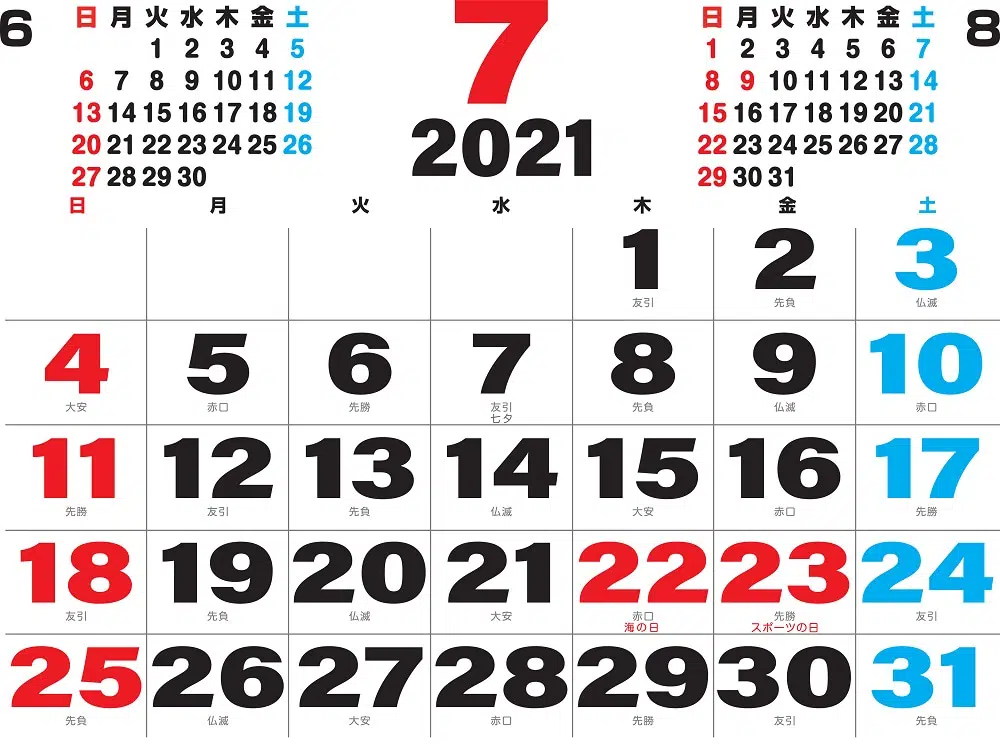 6
日 月 火 水 木 金 土
1 2 3 4 5
6 7 8 9 10 11 12
13 14 15 16 17 18 19
20 21 22 23 24 25 26
27 28 29 30
7
2021
8
日 月 火 水 木 金 土
1 2 3 4 5 6 7
8 9 10 11 12 13 14
15 16 17 18 19 20 21
22 23 24 25 26 27 28
29 30 31
日 月 火 水 木 金 土
1 2 3
友引 先負 仏滅
4 5 6 7 8 9 10
大安 赤口 先勝 友引 先負 仏滅 赤口
七夕
11 12 13 14 15 16 17
先勝 友引 先負 仏滅 大安 赤口 先勝
18 19 20 21 22 23 24
友引 先負 仏滅 大安 赤口 先勝 友引
海の日 スポーツの日
25 26 27 28 29 30 31
先負 仏滅 大安 赤口 先勝 友引 先負